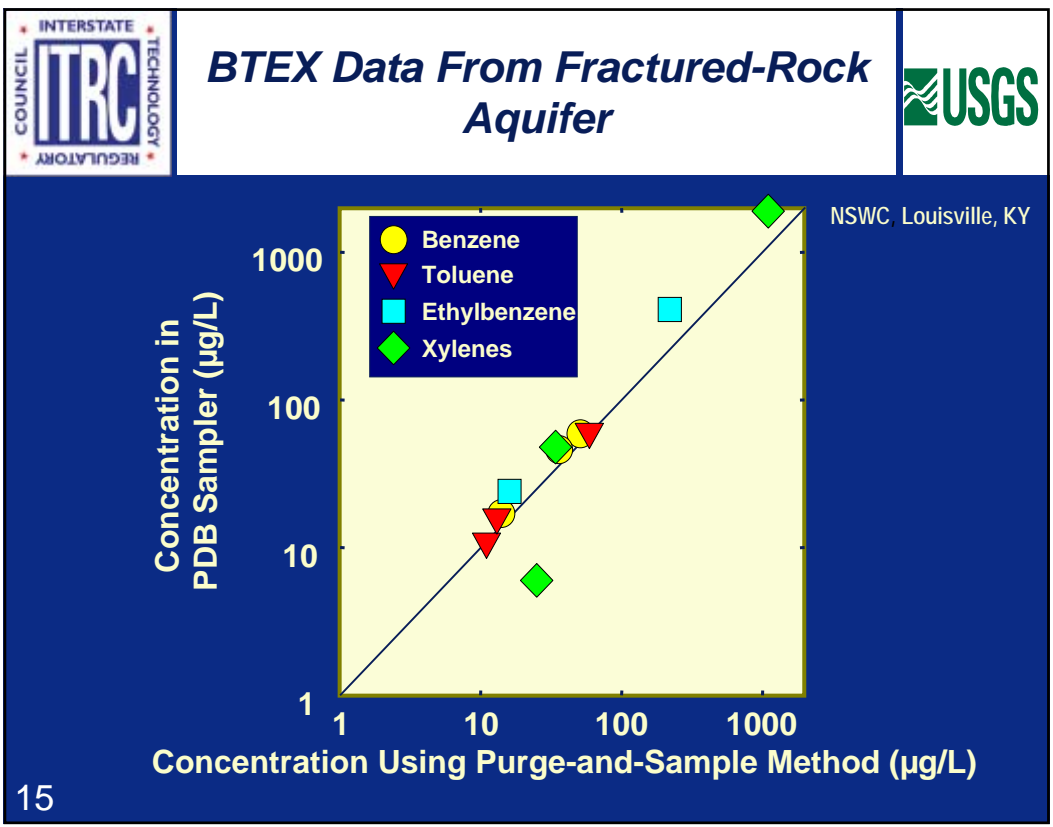 INTERSTATE
TECHNOLOGY
REGULATORY
COUNCIL
ITRC
BTEX Data From Fractured-Rock
Aquifer
USGS
NSWC, Louisville, KY
Benzene
Toluene
Ethylbenzene
Xylenes
Concentration in
PDB Sampler (µg/L)
1000
100
10
1
1 10 100 1000
Concentration Using Purge-and-Sample Method (µg/L)
15